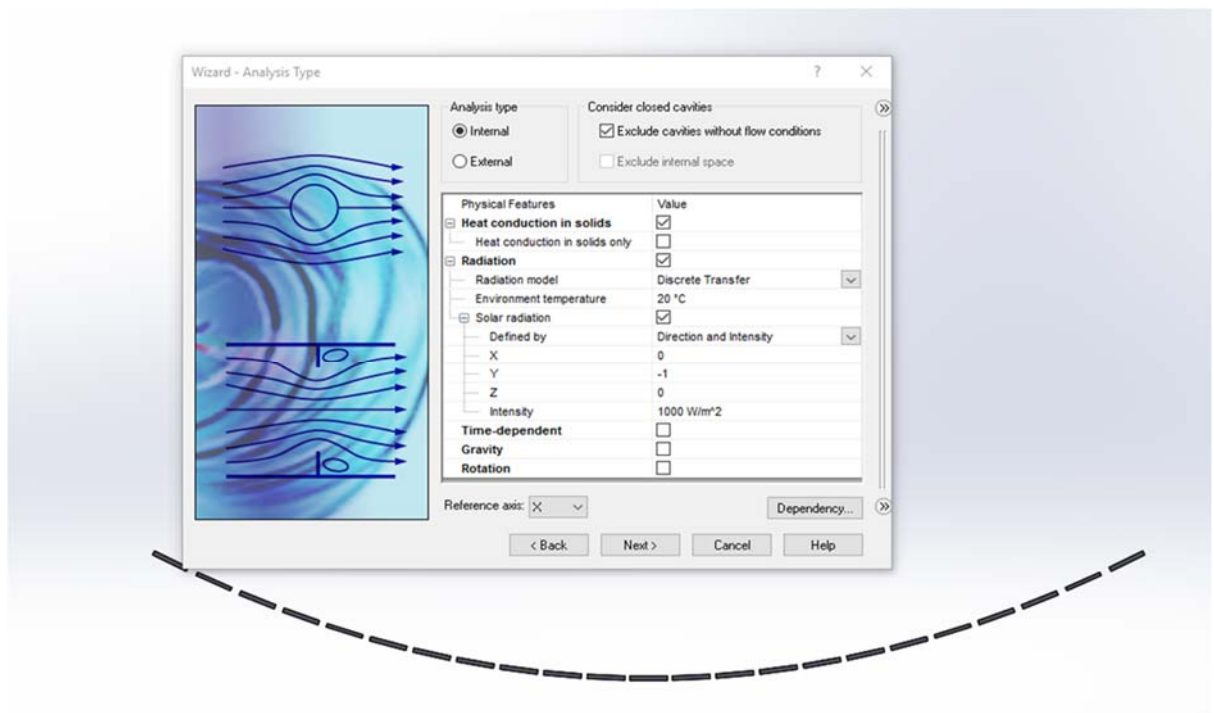 Wizard - Analysis Type
?
Analysis type
Internal
External
Consider closed cavities
Exclude cavities without flow conditions
Exclude internal space
Physical Features Value
Heat conduction in solids
Heat conduction in solids only
Radiation
Radiation model Discrete Transfer
Environment temperature 20 °C
Solar radiation
Defined by Direction and Intensity
X 0
Y -1
Z 0
Intensity 1000 W/m^2
Time-dependent
Gravity
Rotation
Reference axis: X
Dependency...
< Back Next > Cancel Help